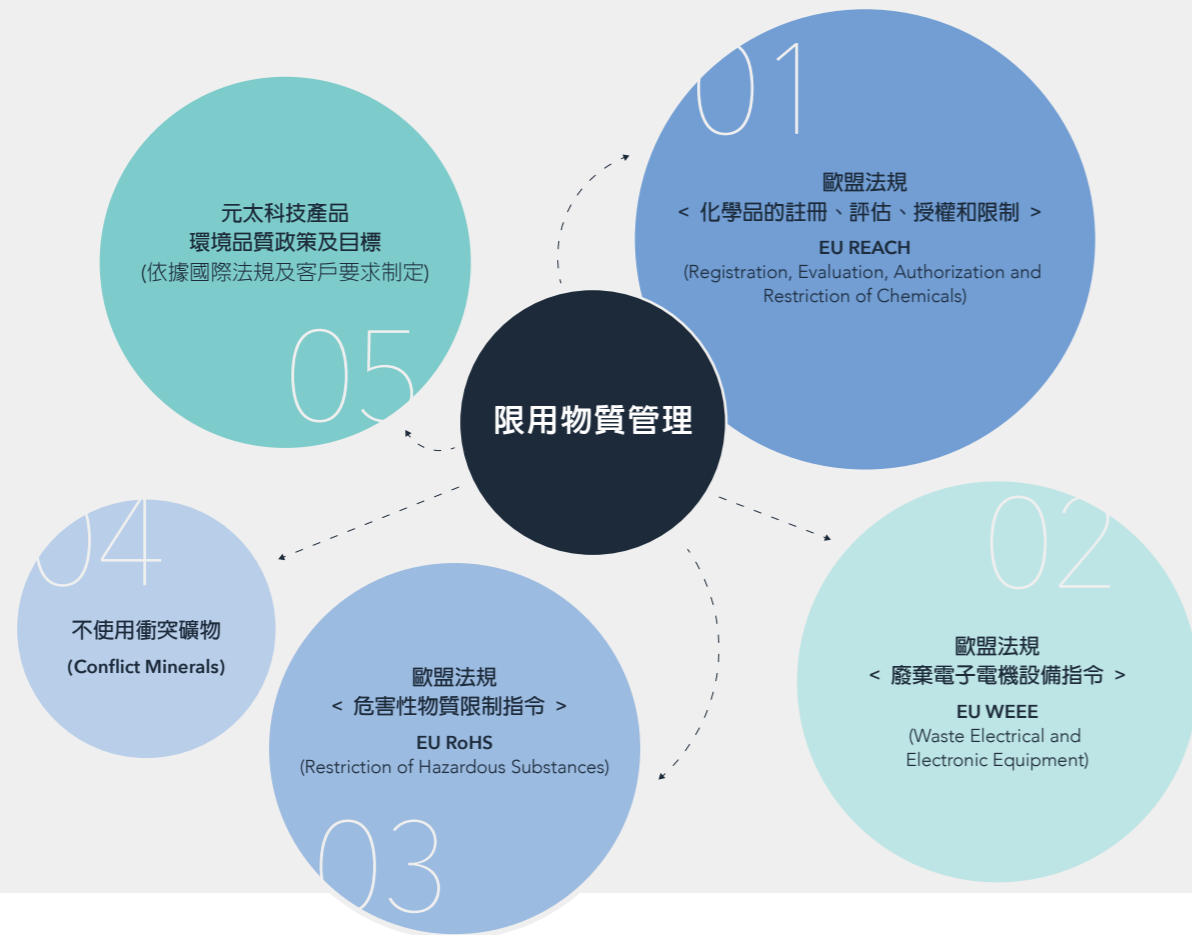 限用物質管理
01
歐盟法規
< 化學品的註冊、評估、授權和限制 >
EU REACH
(Registration, Evaluation, Authorization and
Restriction of Chemicals)
02
歐盟法規
< 廢棄電子電機設備指令 >
EU WEEE
(Waste Electrical and
Electronic Equipment)
03
歐盟法規
< 危害性物質限制指令 >
EU RoHS
(Restriction of Hazardous Substances)
04
不使用衝突礦物
(Conflict Minerals)
05
元太科技產品
環境品質政策及目標
(依據國際法規及客戶要求制定)